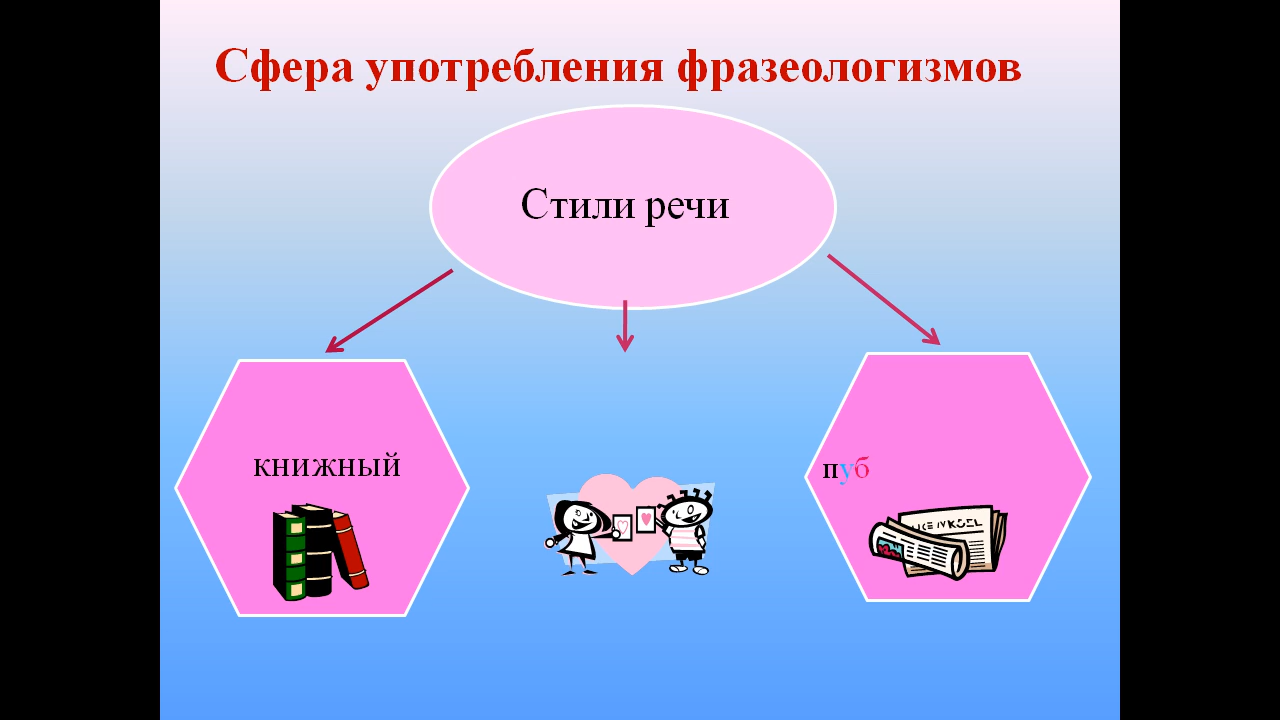 Сфера употребления фразеологизмов
Стили речи
книжный
пуб